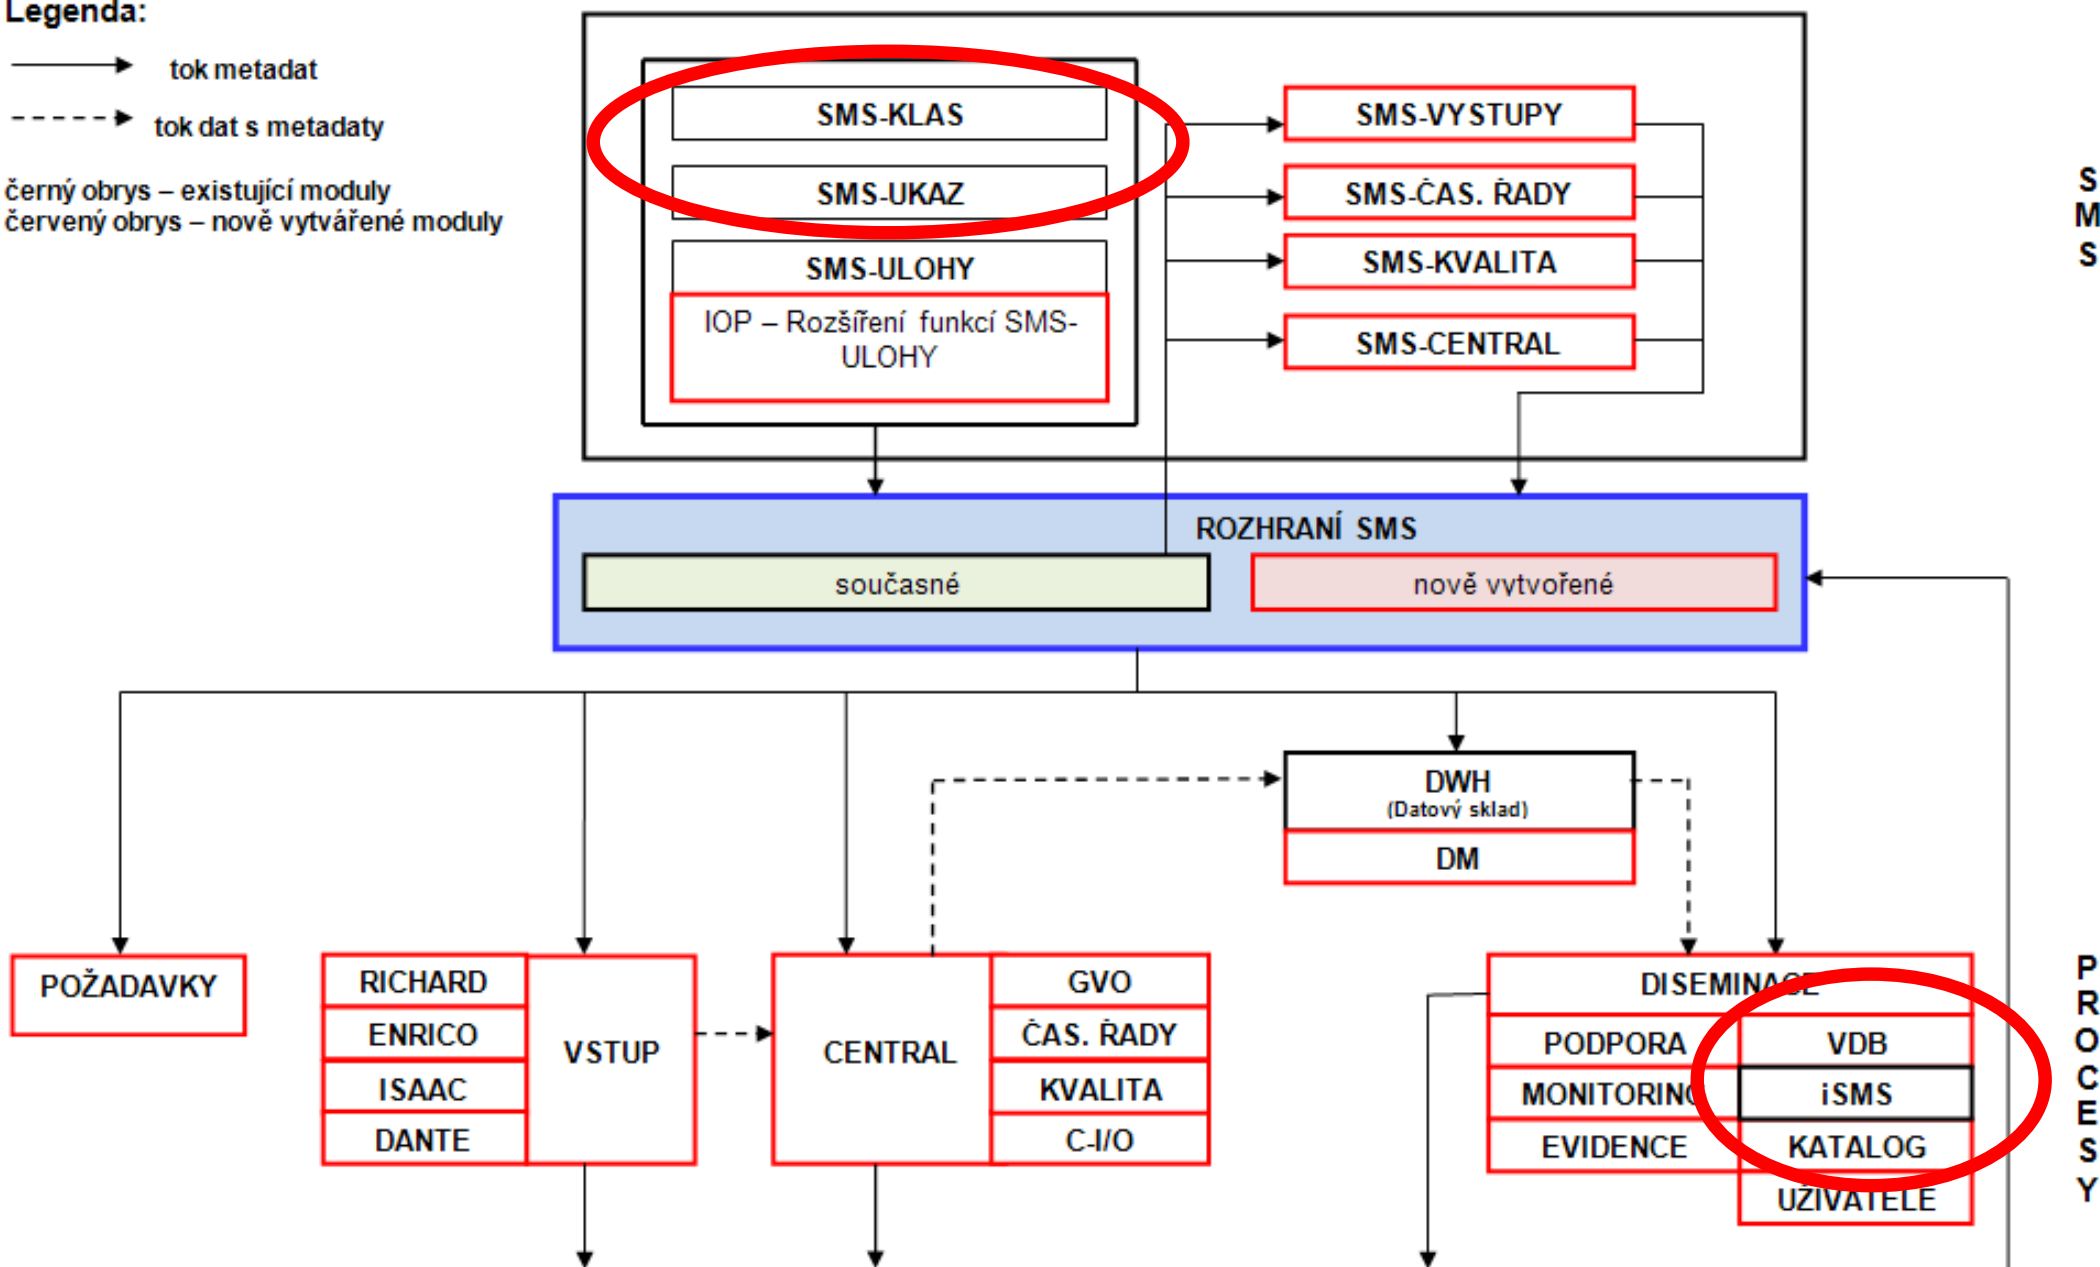 Legenda:
tok metadat
tok dat s metadaty
černý obrys – existující moduly
červený obrys – nově vytvářené moduly
SMS-KLAS
SMS-UKAZ
SMS-ULOHY
IOP – Rozšíření funkcí SMS-
ULOHY
SMS-VYSTUPY
SMS-ČAS. ŘADY
SMS-KVALITA
SMS-CENTRAL
S
M
S
ROZHRANÍ SMS
současné
nově vytvořené
DWH
(Datový sklad)
DM
POŽADAVKY
RICHARD
ENRICO
ISAAC
DANTE
VSTUP
CENTRAL
GVO
ČAS. ŘADY
KVALITA
C-I/O
DISEMINACE
PODPORA
MONITORING
EVIDENCE
VDB
iSMS
KATALOG
UŽIVATELÉ
P
R
O
C
E
S
Y